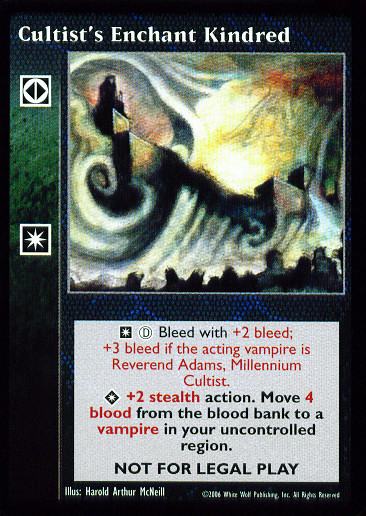 Cultist's Enchant Kindred
Ⓓ Bleed with +2 bleed;
+3 bleed if the acting vampire is
Reverend Adams, Millennium
Cultist.
+2 stealth action. Move 4
blood from the blood bank to a
vampire in your uncontrolled
region.
NOT FOR LEGAL PLAY
Illus: Harold Arthur McNeill
©2006 White Wolf Publishing, Inc. All Rights Reserved